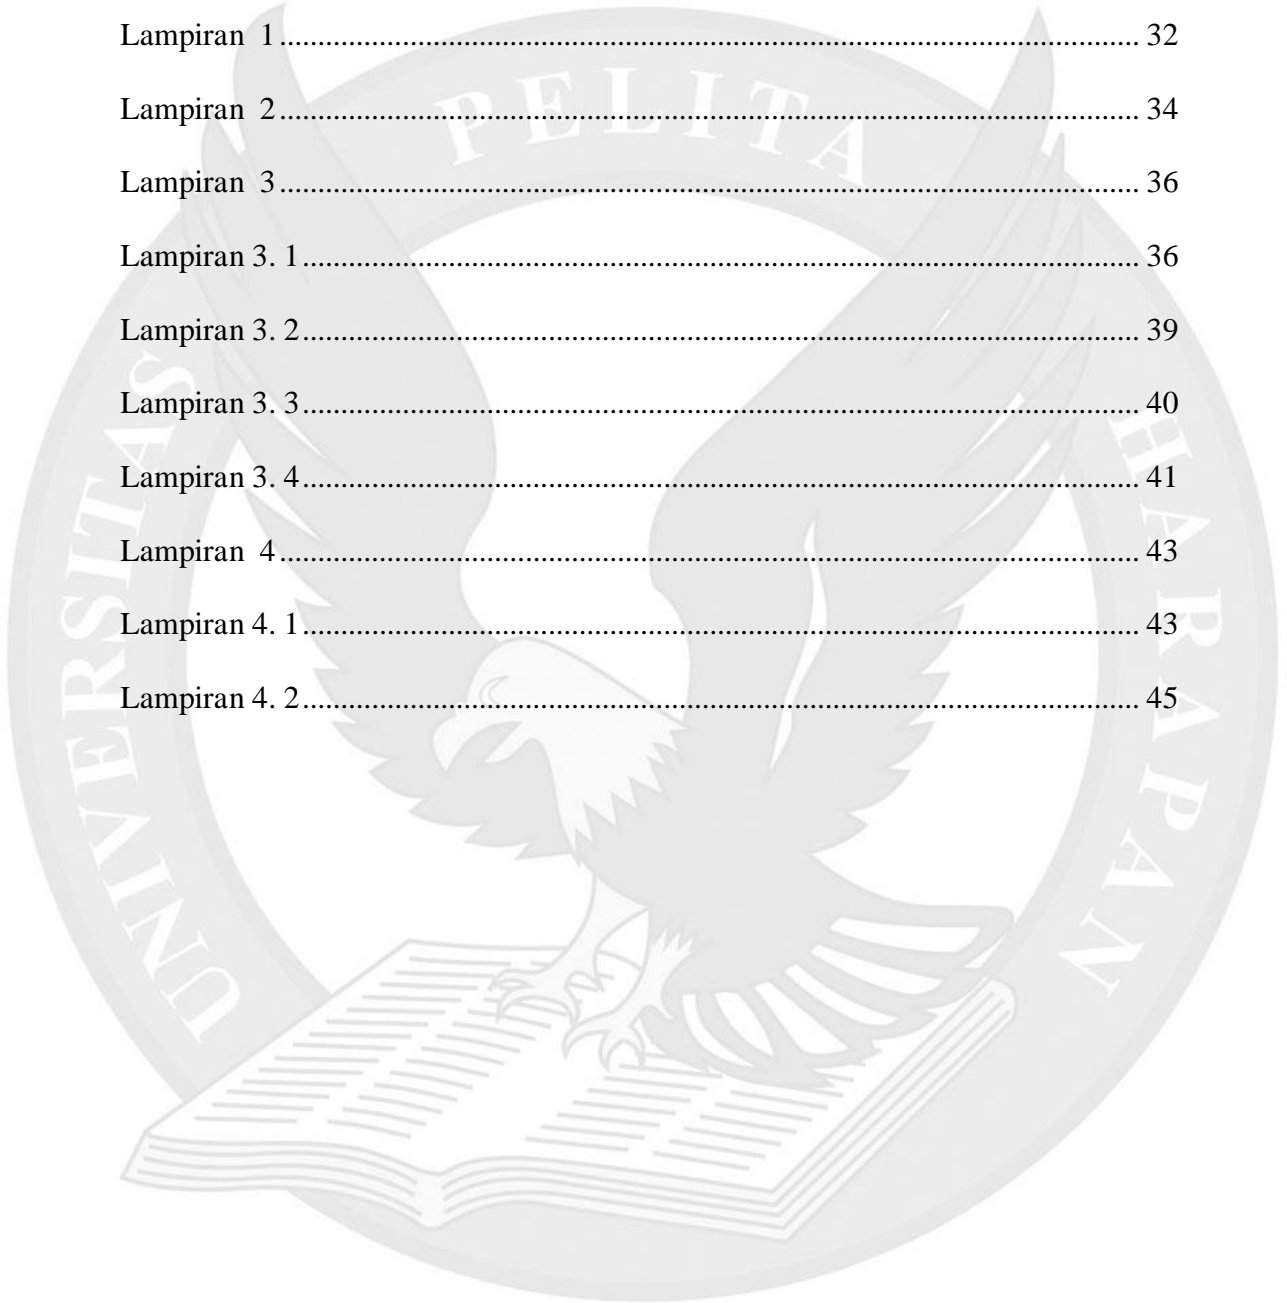 Lampiran  1.......................................................................................................... 32
Lampiran  2.......................................................................................................... 34
Lampiran  3.......................................................................................................... 36
Lampiran 3. 1....................................................................................................... 36
Lampiran 3. 2....................................................................................................... 39
Lampiran 3. 3....................................................................................................... 40
Lampiran 3. 4....................................................................................................... 41
Lampiran  4.......................................................................................................... 43
Lampiran 4. 1....................................................................................................... 43
Lampiran 4. 2....................................................................................................... 45
UNIVERSITAS PELITA HARAPAN